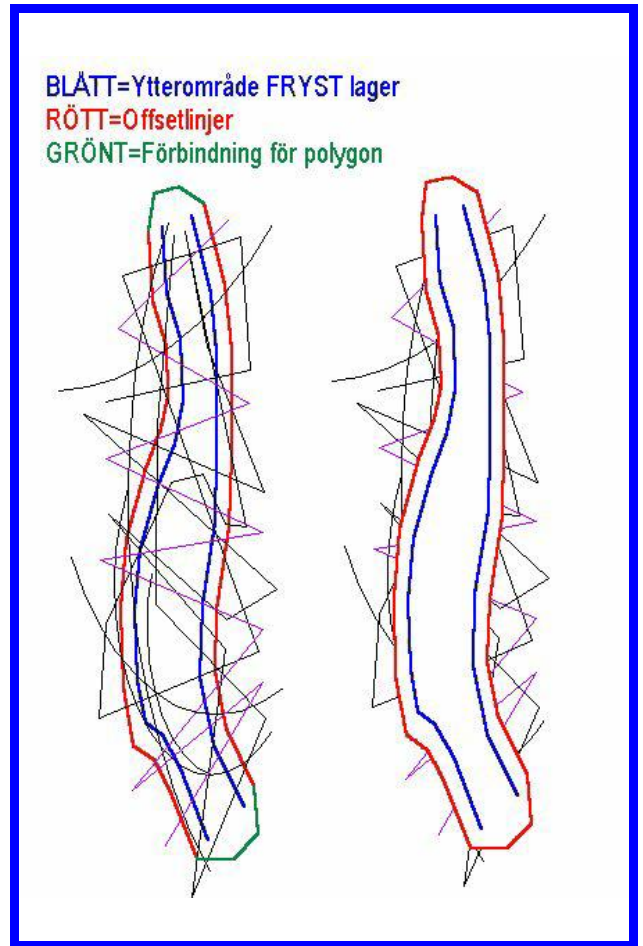 BLÅTT=Ytterområde FRYST lager
RÖTT=Offsetlinjer
GRÖNT=Förbindning för polygon